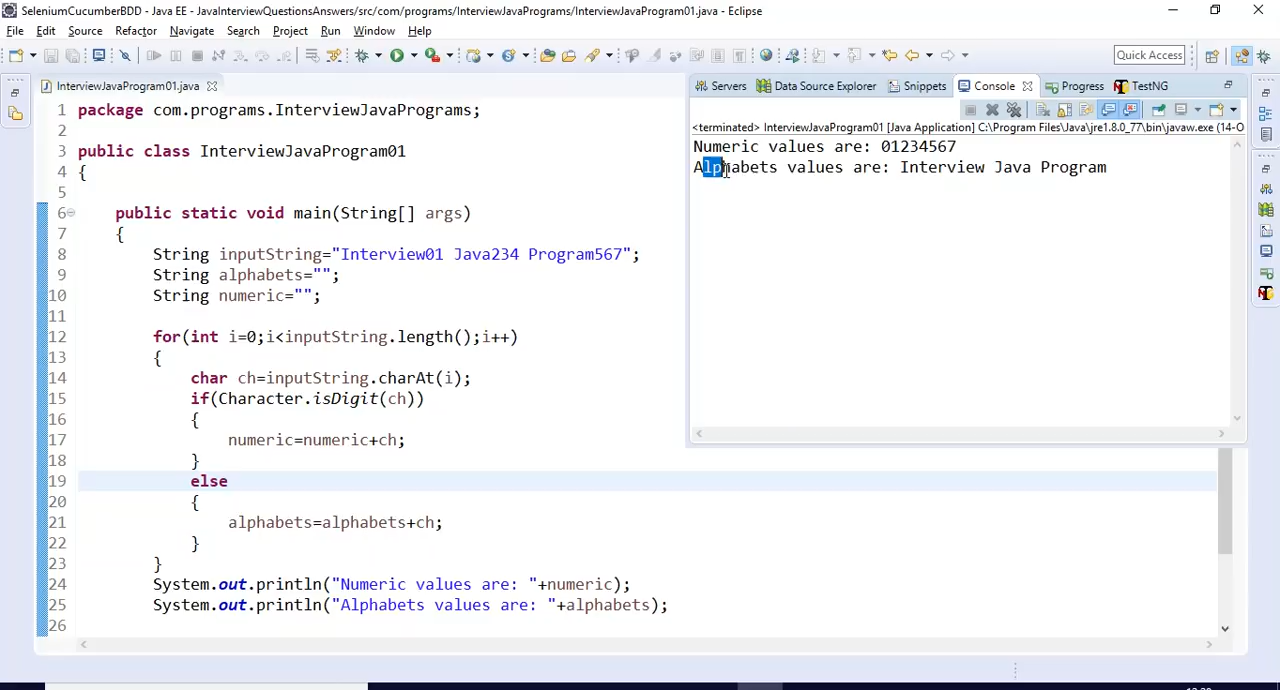 SeleniumCucumberBDD - Java EE - JavaInterviewQuestionsAnswers/src/com/programs/InterviewJavaPrograms/InterviewJavaProgram01.java - Eclipse
File Edit Source Refactor Navigate Search Project Run Window Help
Quick Access
InterviewJavaProgram01.java
Servers Data Source Explorer Snippets Console Progress TestNG
<terminated> InterviewJavaProgram01 [Java Application] C:\Program Files\Java\jre1.8.0_77\bin\javaw.exe (14-O
Numeric values are: 01234567
Alphabets values are: Interview Java Program
1 package com.programs.InterviewJavaPrograms;
2
3 public class InterviewJavaProgram01
4 {
5
6 public static void main(String[] args)
7 {
8 String inputString="Interview01 Java234 Program567";
9 String alphabets="";
10 String numeric="";
11
12 for(int i=0;i<inputString.length();i++)
13 {
14 char ch=inputString.charAt(i);
15 if(Character.isDigit(ch))
16 {
17 numeric=numeric+ch;
18 }
19 else
20 {
21 alphabets=alphabets+ch;
22 }
23 }
24 System.out.println("Numeric values are: "+numeric);
25 System.out.println("Alphabets values are: "+alphabets);
26